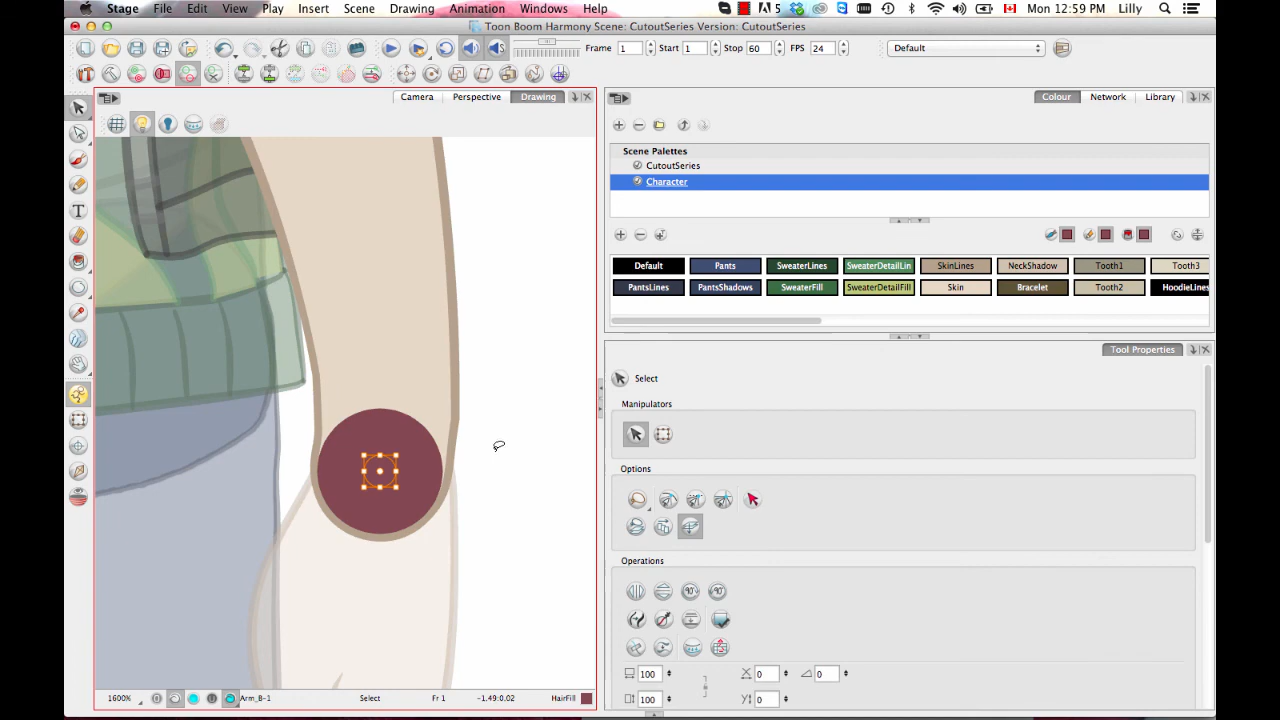 Stage File Edit View Play Insert Scene Drawing Animation Windows Help 5 Mon 12:59 PM Lilly
Toon Boom Harmony Scene: CutoutSeries Version: CutoutSeries
Frame 1 Start 1 Stop 60 FPS 24 Default
Camera Perspective Drawing Colour Network Library
Scene Palettes
CutoutSeries
Character
Default Pants SweaterLines SweaterDetailLin SkinLines NeckShadow Tooth1 Tooth3
PantsLines PantsShadows SweaterFill SweaterDetailFill Skin Bracelet Tooth2 HoodieLines
Tool Properties
Select
Manipulators
Options
Operations
100 0 0
100 0
1600% Arm_B-1 Select Fr 1 -1.49:0.02 HairFill